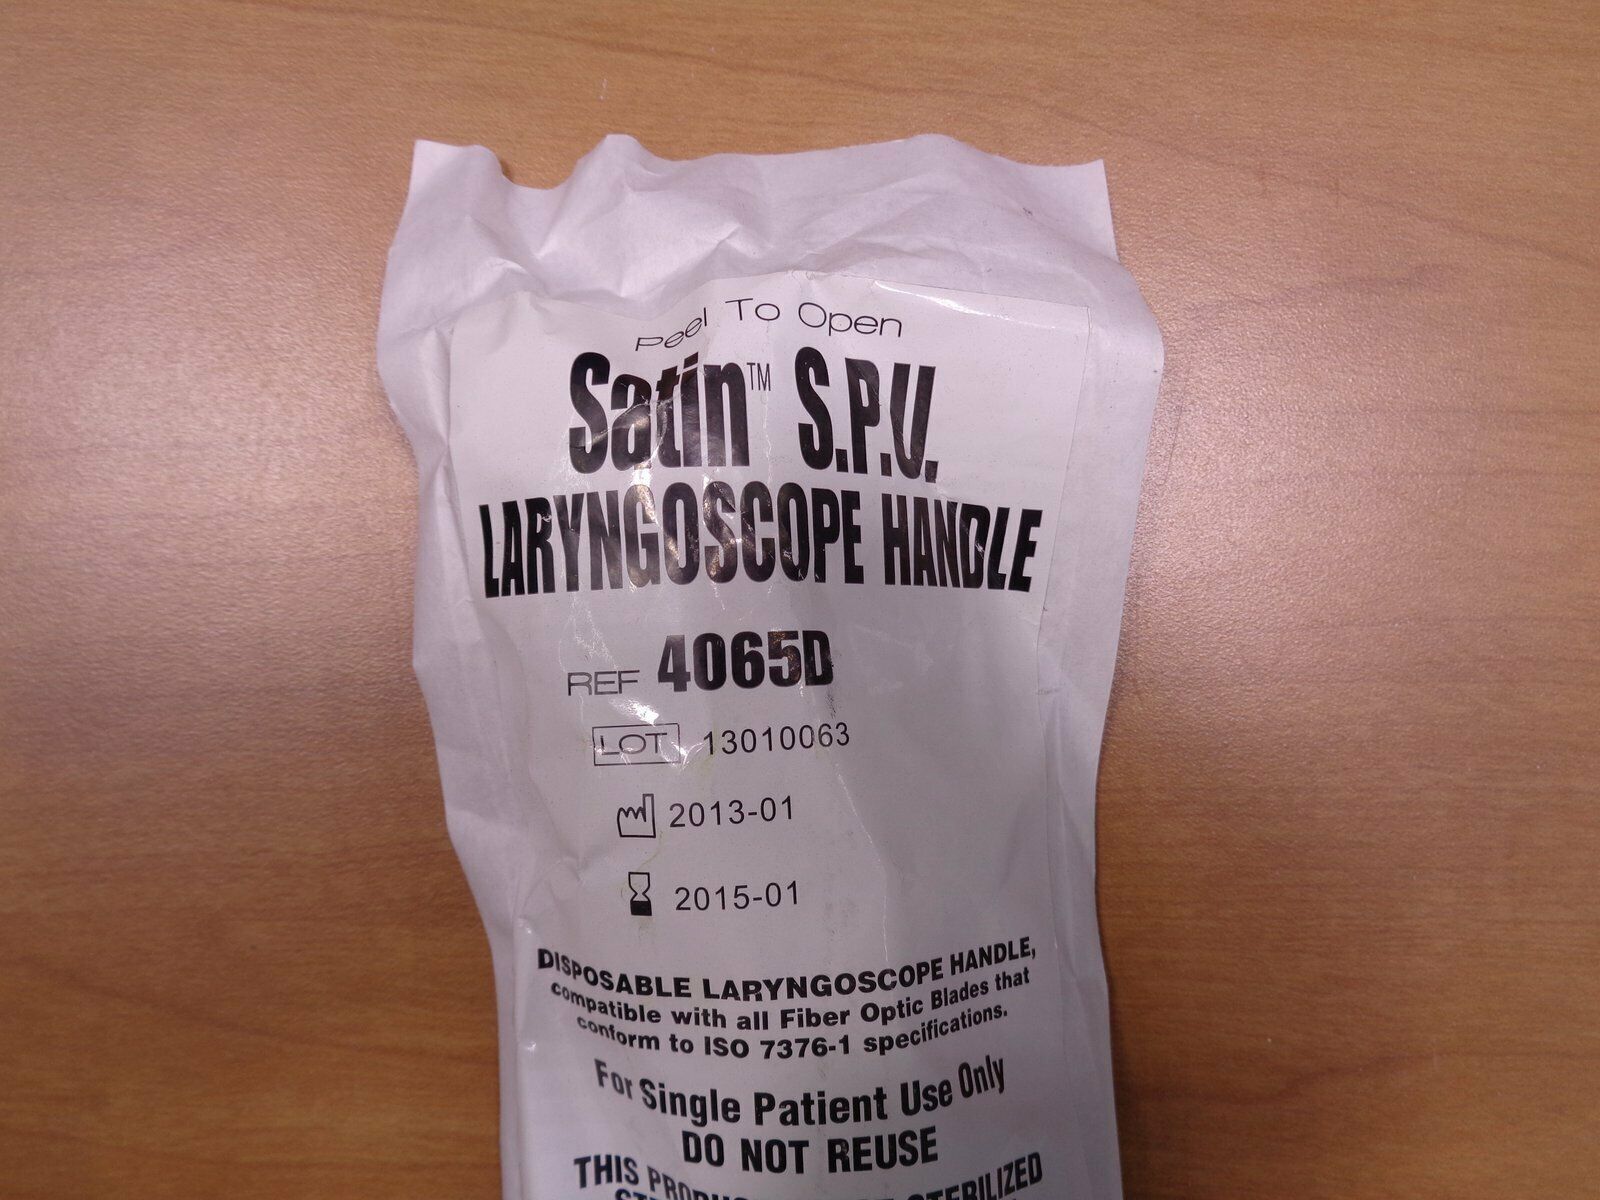 Peel To Open
Satin™ S.P.U.
LARYNGOSCOPE HANDLE
REF 4065D
LOT 13010063
2013-01
2015-01
DISPOSABLE LARYNGOSCOPE HANDLE,
compatible with all Fiber Optic Blades that
conform to ISO 7376-1 specifications.
For Single Patient Use Only
DO NOT REUSE
THIS STERILIZED